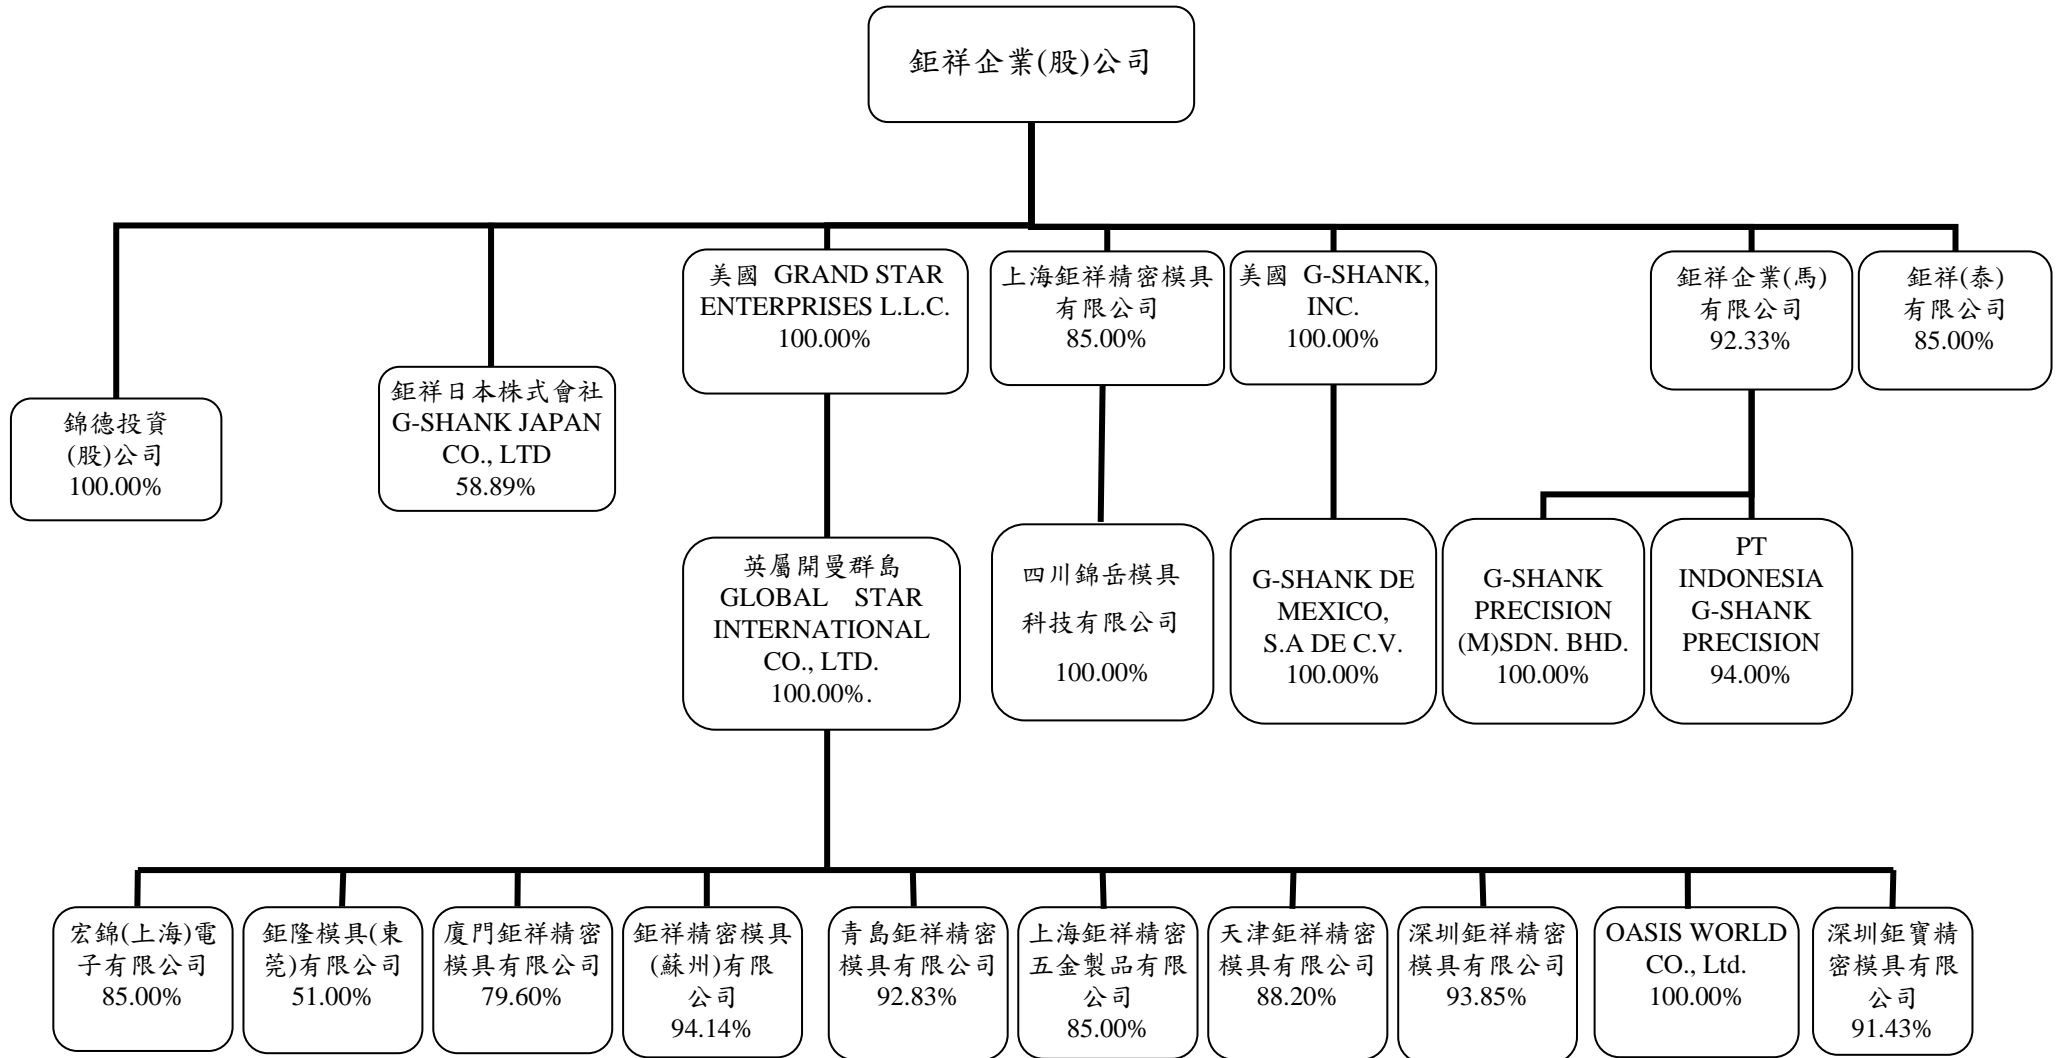 鉅祥企業(股)公司
錦德投資
(股)公司
100.00%
鉅祥日本株式會社
G-SHANK JAPAN
CO., LTD
58.89%
美國 GRAND STAR
ENTERPRISES L.L.C.
100.00%
上海鉅祥精密模具
有限公司
85.00%
美國 G-SHANK,
INC.
100.00%
鉅祥企業(馬)
有限公司
92.33%
鉅祥(泰)
有限公司
85.00%
英屬開曼群島
GLOBAL STAR
INTERNATIONAL
CO., LTD.
100.00%.
四川錦岳模具
科技有限公司
100.00%
G-SHANK DE
MEXICO,
S.A DE C.V.
100.00%
G-SHANK
PRECISION
(M)SDN. BHD.
100.00%
PT
INDONESIA
G-SHANK
PRECISION
94.00%
宏錦(上海)電
子有限公司
85.00%
鉅隆模具(東
莞)有限公司
51.00%
廈門鉅祥精密
模具有限公司
79.60%
鉅祥精密模具
(蘇州)有限
公司
94.14%
青島鉅祥精密
模具有限公司
92.83%
上海鉅祥精密
五金製品有限
公司
85.00%
天津鉅祥精密
模具有限公司
88.20%
深圳鉅祥精密
模具有限公司
93.85%
OASIS WORLD
CO., Ltd.
100.00%
深圳鉅寶精
密模具有限
公司
91.43%